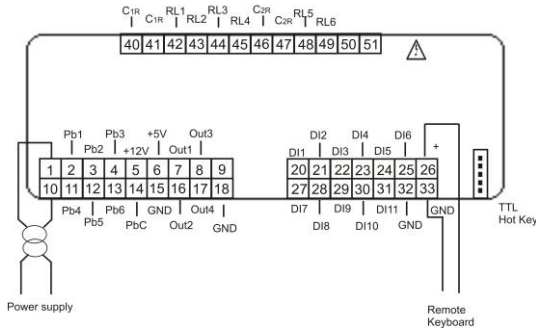 C1R C1R RL1 RL2 RL3 RL4 C2R C2R RL5 RL6
40 41 42 43 44 45 46 47 48 49 50 51
Pb1 Pb2 Pb3 +12V +5V Out1 Out3
DI1 DI2 DI3 DI4 DI5 DI6 +
1 2 3 4 5 6 7 8 9
20 21 22 23 24 25 26
10 11 12 13 14 15 16 17 18
27 28 29 30 31 32 33
Pb4 Pb5 Pb6 PbC GND Out2 Out4 GND
DI7 DI8 DI9 DI10 DI11 GND GND
TTL
Hot Key
Power supply
Remote
Keyboard